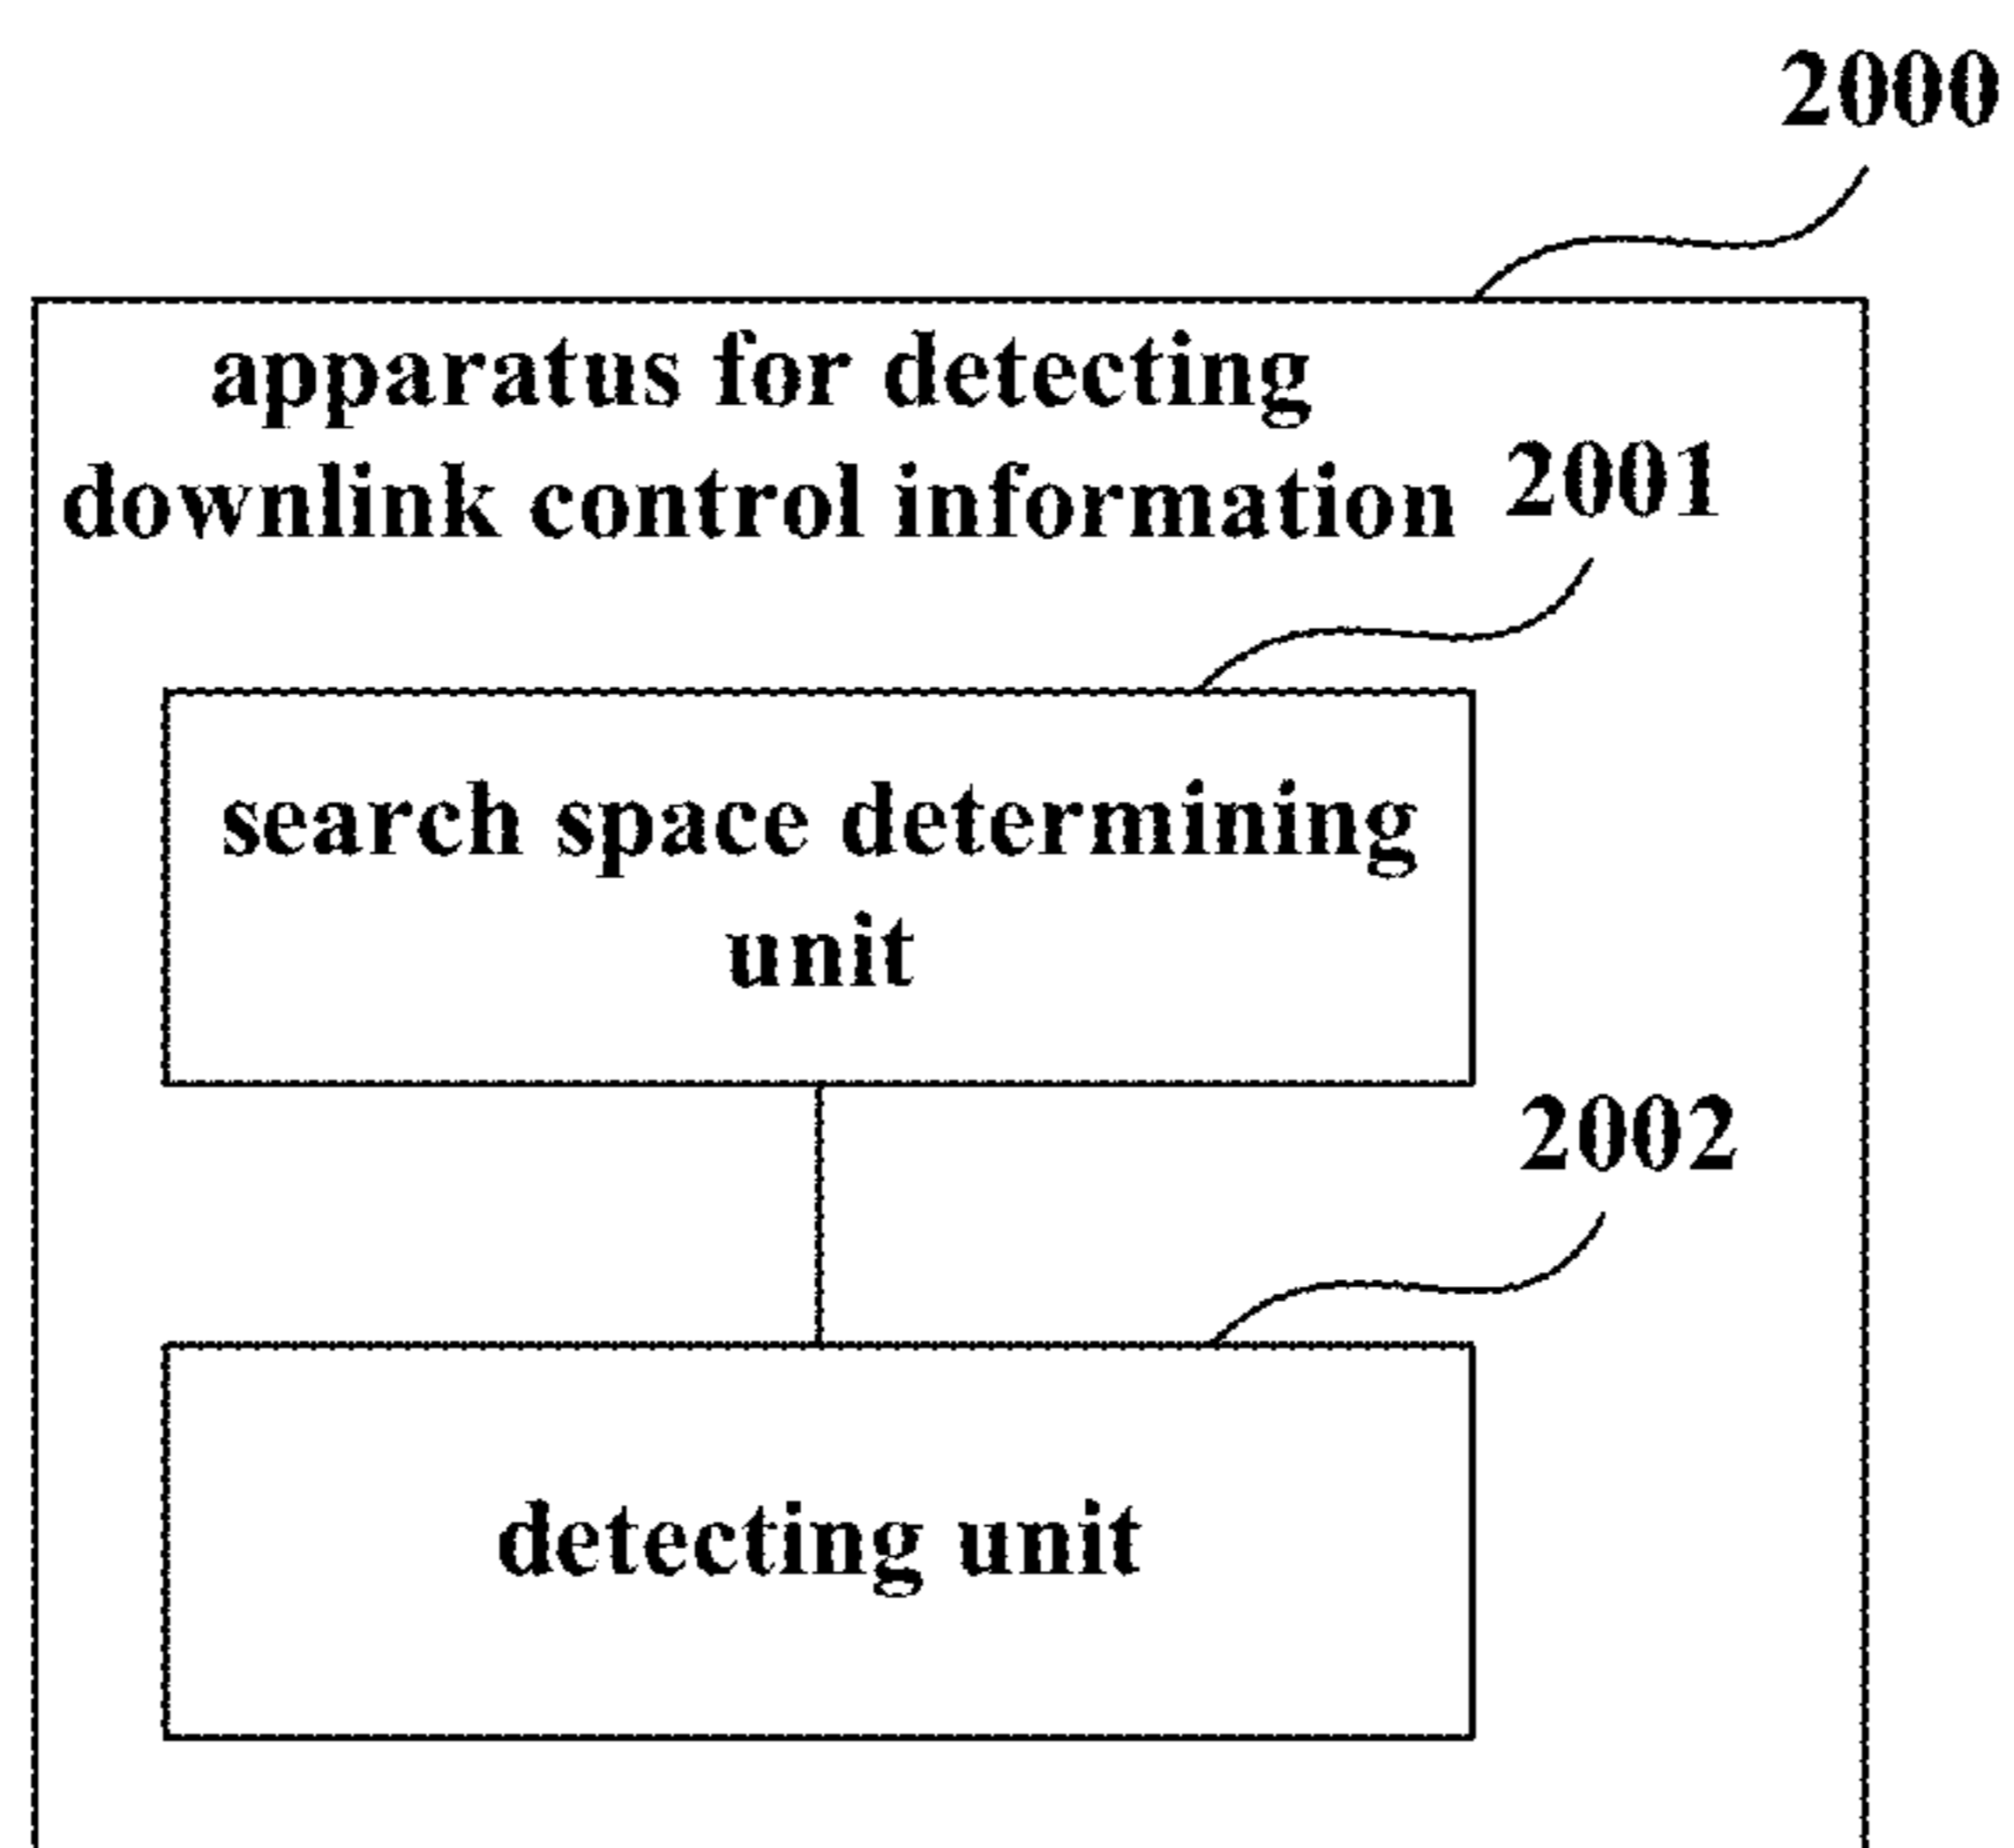 2000
apparatus for detecting
downlink control information
2001
search space determining
unit
2002
detecting unit